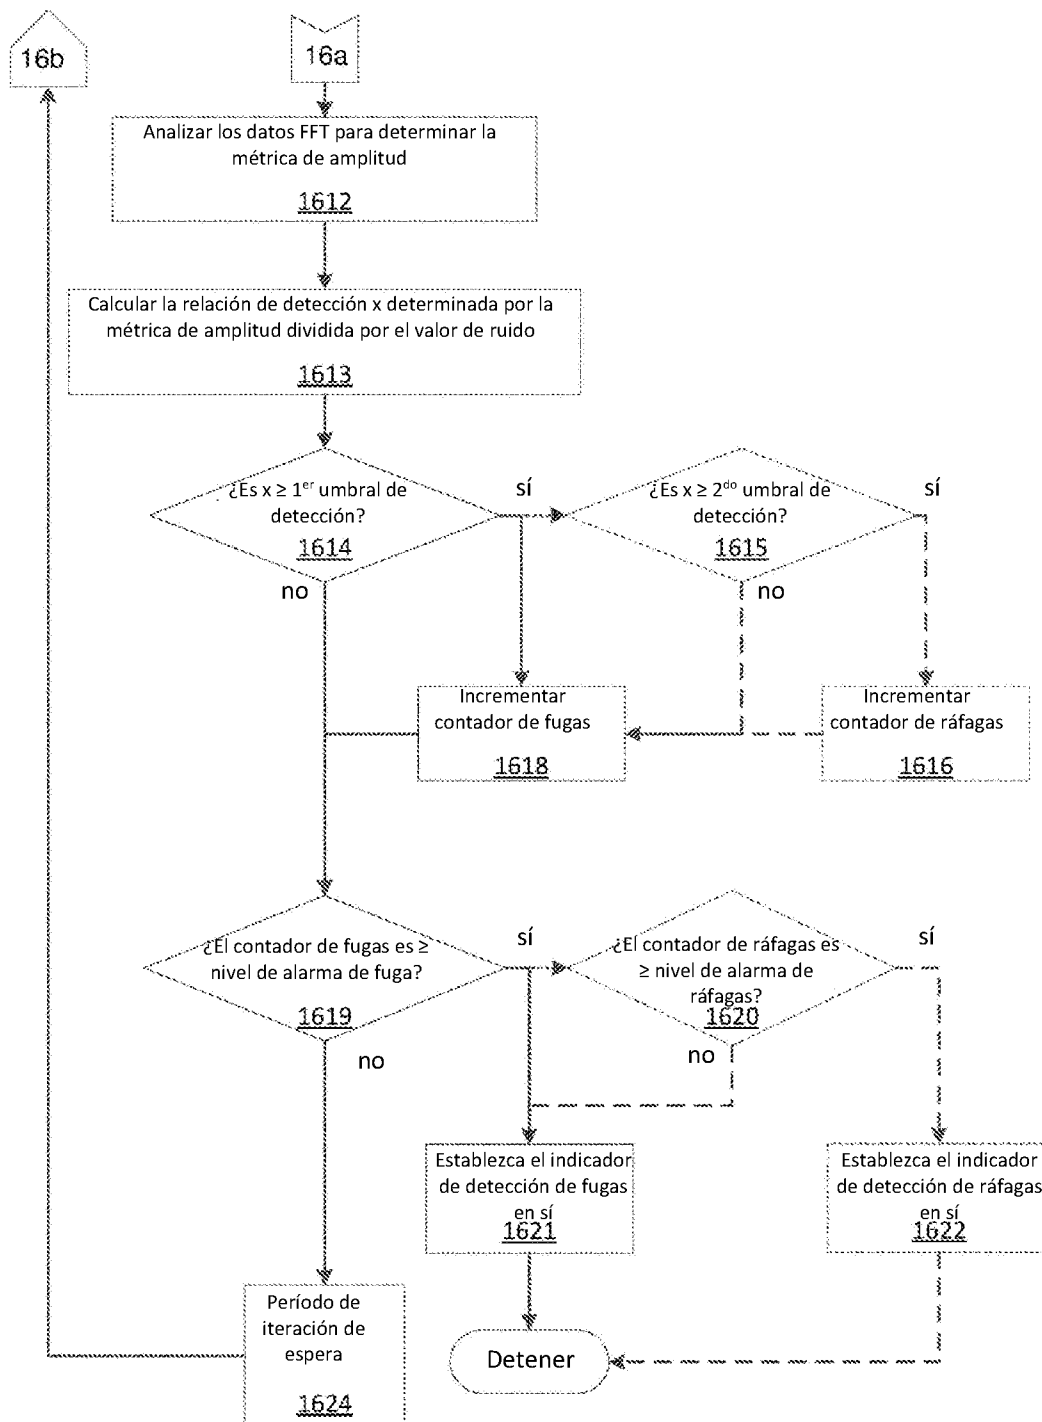 16b
16a
Analizar los datos FFT para determinar la
métrica de amplitud
1612
Calcular la relación de detección x determinada por la
métrica de amplitud dividida por el valor de ruido
1613
¿Es x ≥ 1er umbral de
detección?
1614
sí
no
¿Es x ≥ 2do umbral de
detección?
1615
sí
no
Incrementar
contador de fugas
1618
Incrementar
contador de ráfagas
1616
¿El contador de fugas es ≥
nivel de alarma de fuga?
1619
sí
no
¿El contador de ráfagas es
≥ nivel de alarma de
ráfagas?
1620
sí
no
Establezca el indicador
de detección de fugas
en sí
1621
Establezca el indicador
de detección de ráfagas
en sí
1622
Período de
iteración de
espera
1624
Detener